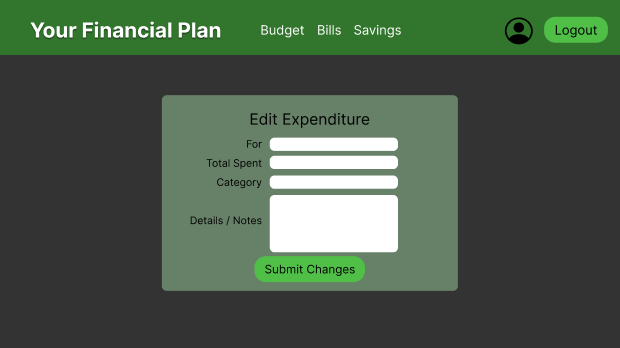 Your Financial Plan
Budget
Bills
Savings
Logout
Edit Expenditure
For
Total Spent
Category
Details / Notes
Submit Changes